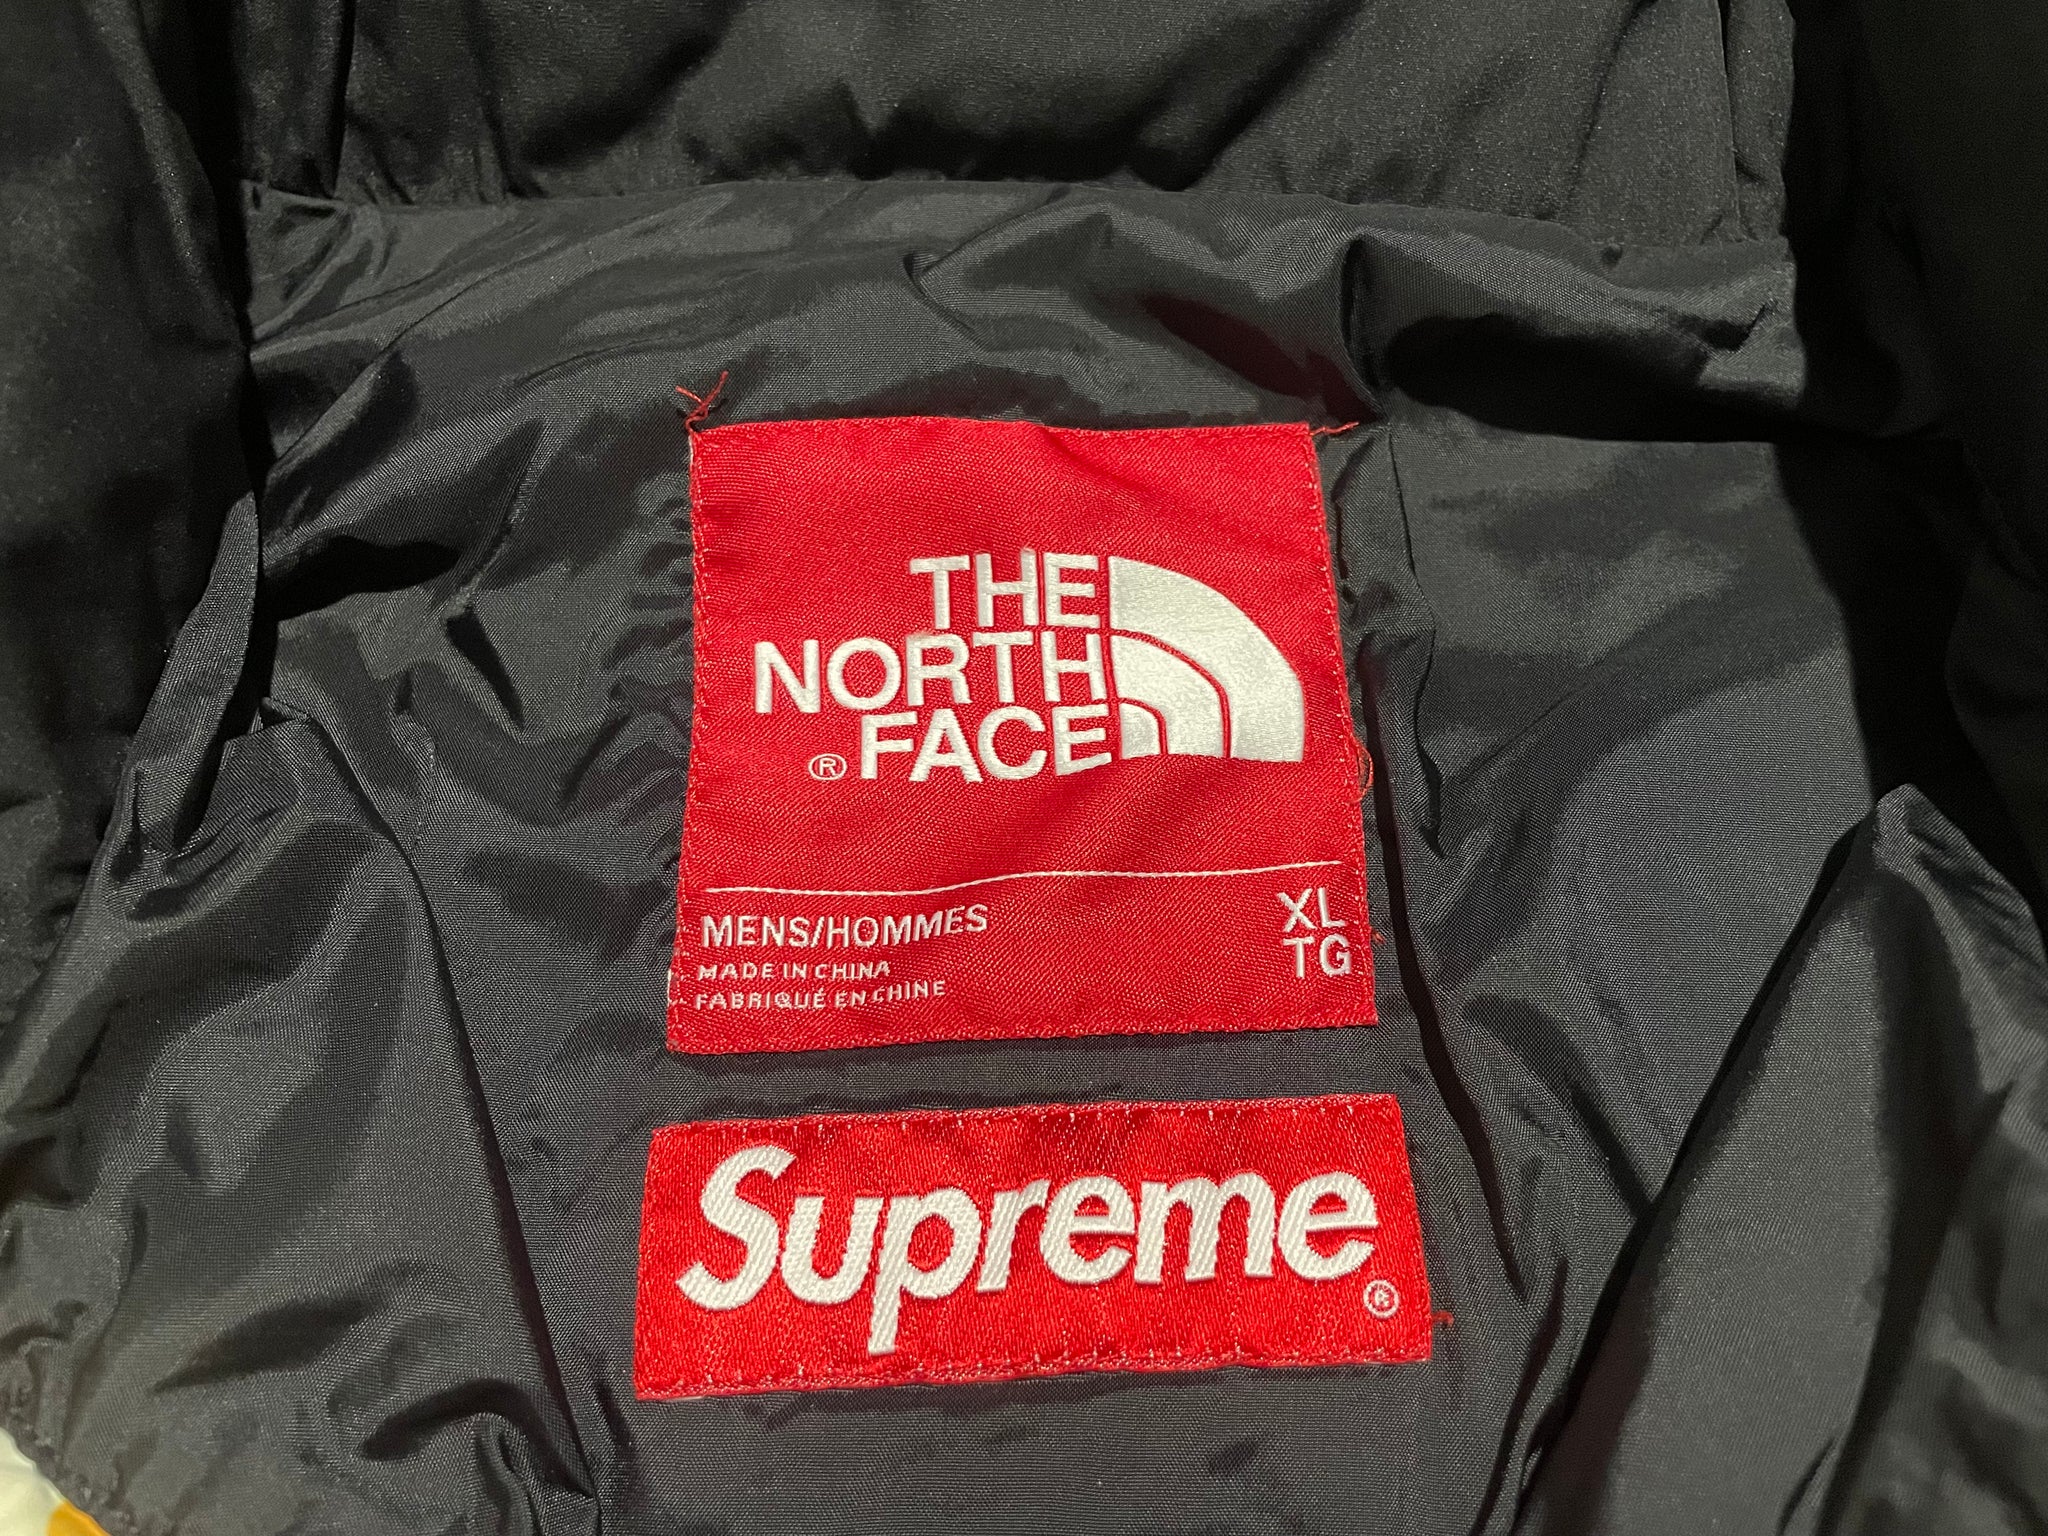 THE
NORTH
® FACE
MENS/HOMMES
MADE IN CHINA
FABRIQUÉ EN CHINE
XL
TG
Supreme
®